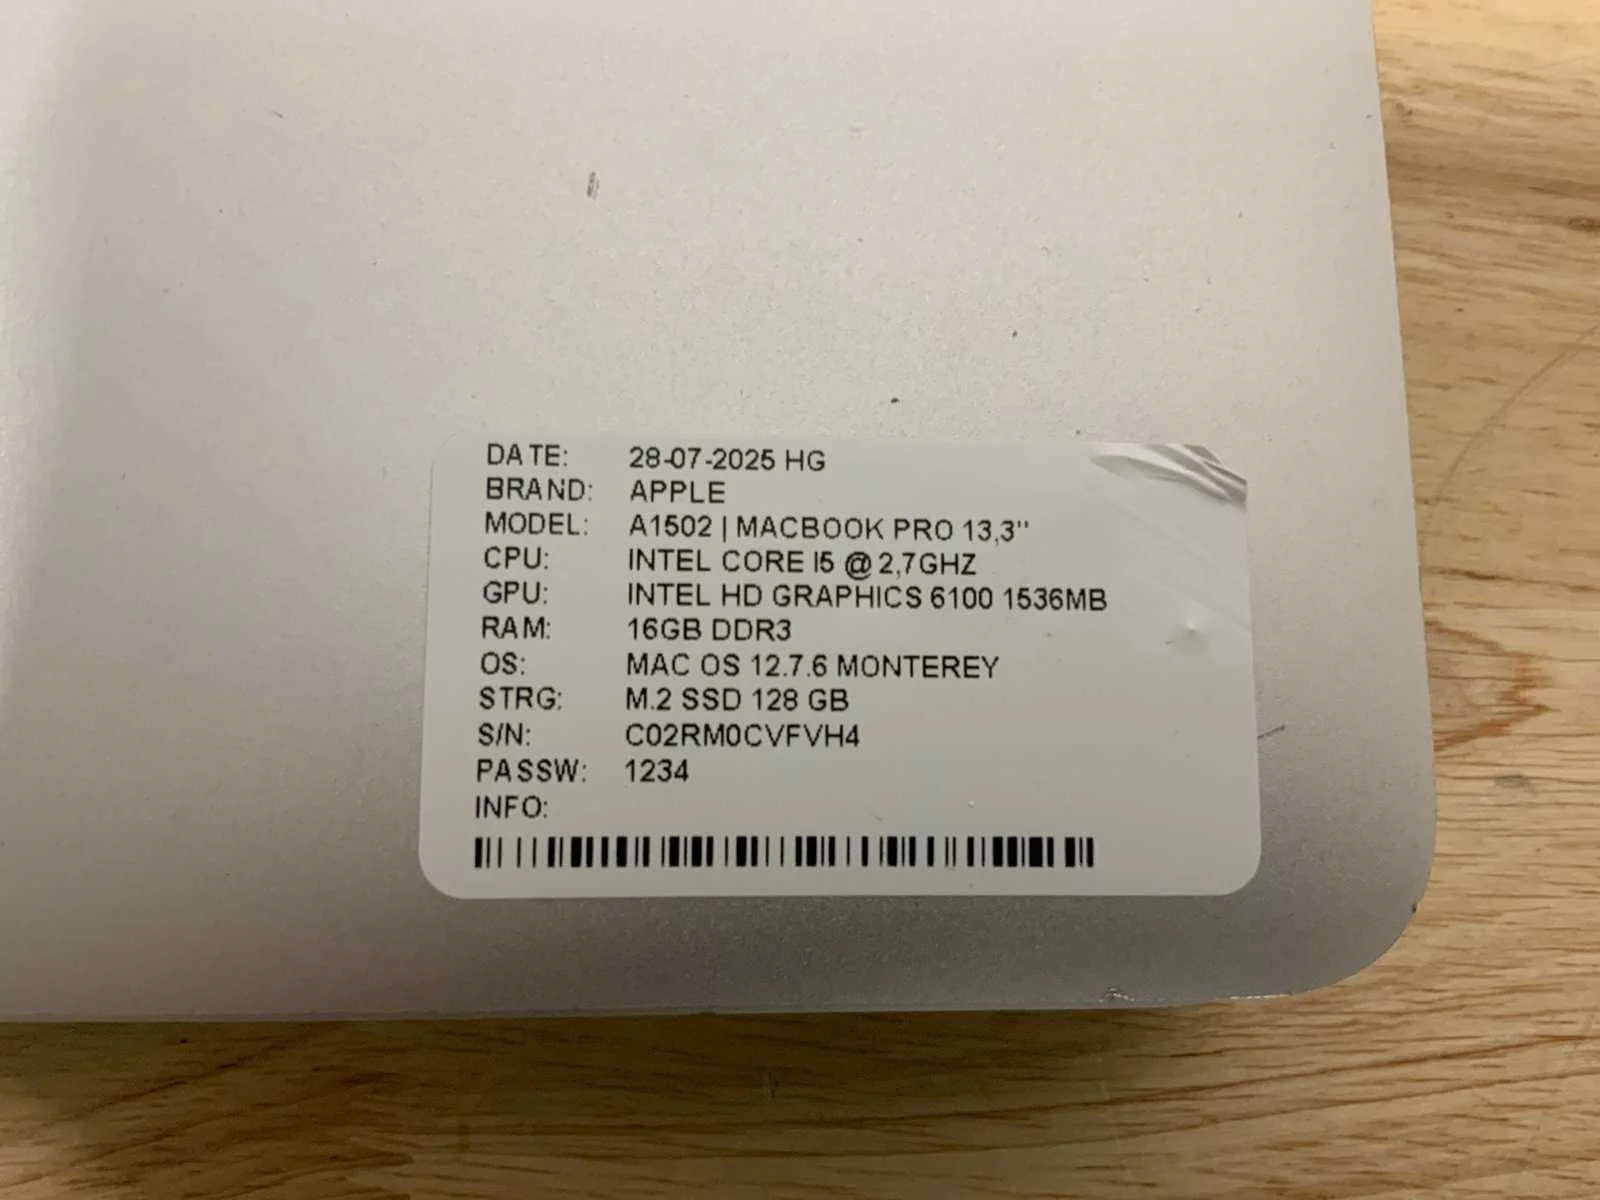 DATE: 28-07-2025 HG
BRAND: APPLE
MODEL: A1502 | MACBOOK PRO 13,3''
CPU: INTEL CORE I5 @ 2,7GHZ
GPU: INTEL HD GRAPHICS 6100 1536MB
RAM: 16GB DDR3
OS: MAC OS 12.7.6 MONTEREY
STRG: M.2 SSD 128 GB
S/N: C02RM0CVFVH4
PASSW: 1234
INFO: